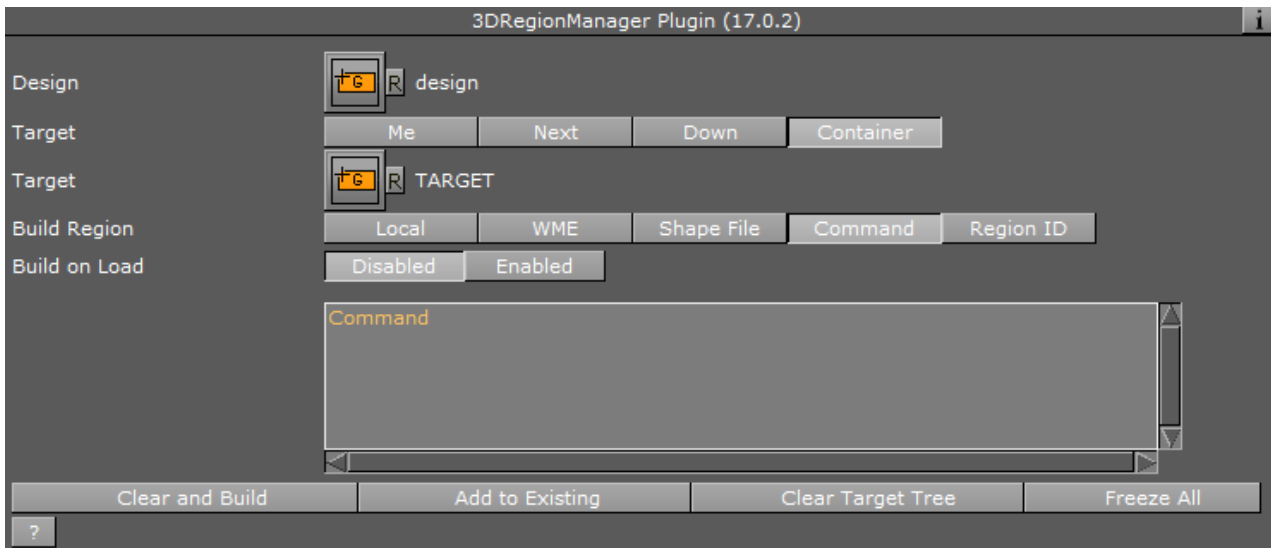 3DRegionManager Plugin (17.0.2) i
Design G R design
Target Me Next Down Container
Target G R TARGET
Build Region Local WME Shape File Command Region ID
Build on Load Disabled Enabled
Command
Clear and Build Add to Existing Clear Target Tree Freeze All
?